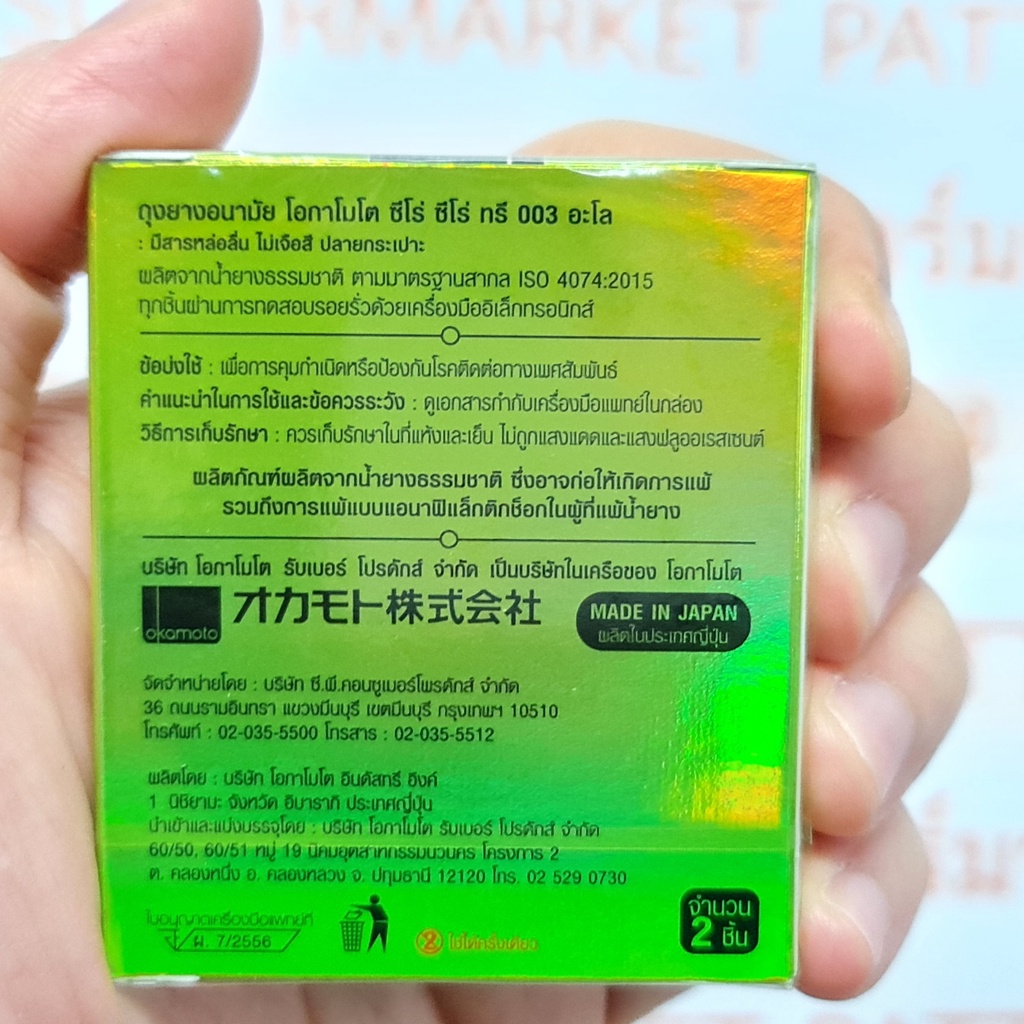 SUPERMARKET PAT
ถุงยางอนามัย โอกาโมโต ซีโร่ ซีโร่ ทรี 003 อะโล
: มีสารหล่อลื่น ไม่เจือสี ปลายกระเปาะ
ผลิตจากน้ำยางธรรมชาติ ตามมาตรฐานสากล ISO 4074:2015
ทุกชิ้นผ่านการทดสอบรอยรั่วด้วยเครื่องมืออิเล็กทรอนิกส์
ข้อบ่งใช้ : เพื่อการคุมกำเนิดหรือป้องกันโรคติดต่อทางเพศสัมพันธ์
คำแนะนำในการใช้และข้อควรระวัง : ดูเอกสารกำกับเครื่องมือแพทย์ในกล่อง
วิธีการเก็บรักษา : ควรเก็บรักษาในที่แห้งและเย็น ไม่ถูกแสงแดดและแสงฟลูออเรสเซนต์
ผลิตภัณฑ์ผลิตจากน้ำยางธรรมชาติ ซึ่งอาจก่อให้เกิดการแพ้
รวมถึงการแพ้แบบแอนาฟิแล็กติกช็อกในผู้ที่แพ้น้ำยาง
บริษัท โอกาโมโต รับเบอร์ โปรดักส์ จำกัด เป็นบริษัทในเครือของ โอกาโมโต
okamoto オカモト株式会社
MADE IN JAPAN
ผลิตในประเทศญี่ปุ่น
จัดจำหน่ายโดย : บริษัท ซี.พี.คอนซูเมอร์โพรดักส์ จำกัด
36 ถนนรามอินทรา แขวงมีนบุรี เขตมีนบุรี กรุงเทพฯ 10510
โทรศัพท์ : 02-035-5500 โทรสาร : 02-035-5512
ผลิตโดย : บริษัท โอกาโมโต อินดัสทรี อิงค์
1 นิชิยามะ จังหวัด อิบารากิ ประเทศญี่ปุ่น
นำเข้าและแบ่งบรรจุโดย : บริษัท โอกาโมโต รับเบอร์ โปรดักส์ จำกัด
60/50, 60/51 หมู่ 19 นิคมอุตสาหกรรมนวนคร โครงการ 2
ต. คลองหนึ่ง อ. คลองหลวง จ. ปทุมธานี 12120 โทร. 02 529 0730
ใบอนุญาตเครื่องมือแพทย์ที่
ผ. 7/2556
2 ใช้ได้ครั้งเดียว
จำนวน
2 ชิ้น